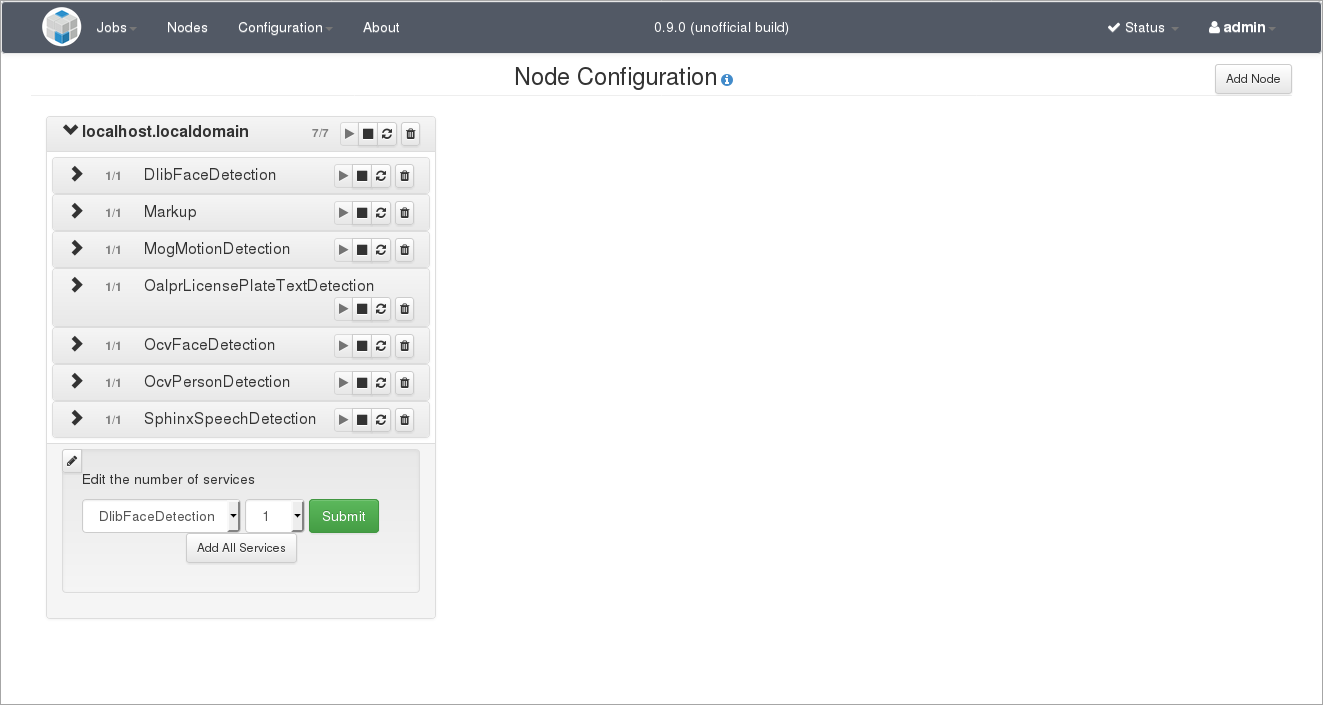 Jobs Nodes Configuration About 0.9.0 (unofficial build) Status admin
Node Configuration Add Node
localhost.localdomain 7/7
1/1 DlibFaceDetection
1/1 Markup
1/1 MogMotionDetection
1/1 OalprLicensePlateTextDetection
1/1 OcvFaceDetection
1/1 OcvPersonDetection
1/1 SphinxSpeechDetection
Edit the number of services
DlibFaceDetection 1 Submit
Add All Services